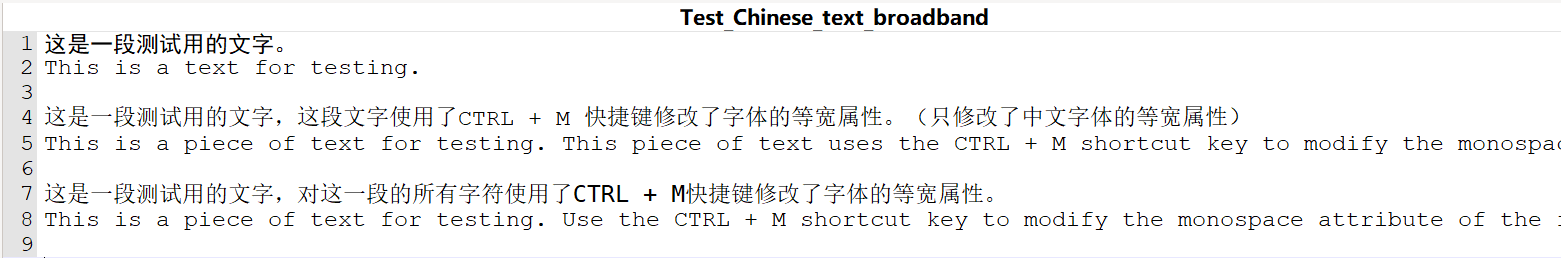 Test_Chinese_text_broadband
1 这是一段测试用的文字。
2 This is a text for testing.
3
4 这是一段测试用的文字，这段文字使用了CTRL + M 快捷键修改了字体的等宽属性。（只修改了中文字体的等宽属性）
5 This is a piece of text for testing. This piece of text uses the CTRL + M shortcut key to modify the monospac
6
7 这是一段测试用的文字，对这一段的所有字符使用了CTRL + M快捷键修改了字体的等宽属性。
8 This is a piece of text for testing. Use the CTRL + M shortcut key to modify the monospace attribute of the
9